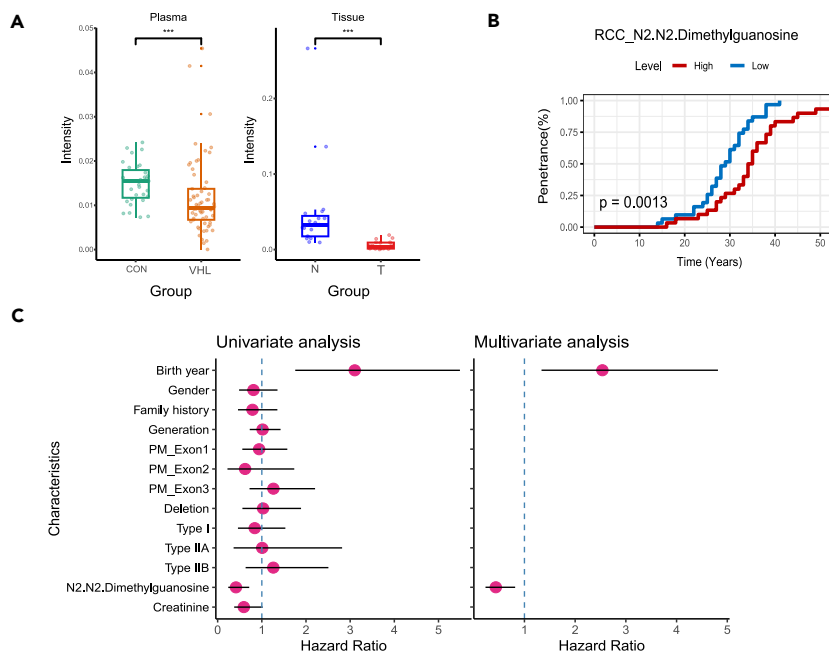 A
Plasma
Tissue
***
***
Intensity
0.05
0.04
0.03
0.02
0.01
0.00
CON
VHL
Group
Intensity
0.2
0.1
0.0
N
T
Group
B
RCC_N2.N2.Dimethylguanosine
Level High Low
Penetrance(%)
1.00
0.75
0.50
0.25
0.00
p = 0.0013
0 10 20 30 40 50
Time (Years)
C
Univariate analysis
Multivariate analysis
Characteristics
Birth year
Gender
Family history
Generation
PM_Exon1
PM_Exon2
PM_Exon3
Deletion
Type I
Type IIA
Type IIB
N2.N2.Dimethylguanosine
Creatinine
0 1 2 3 4 5
Hazard Ratio
1 2 3 4 5
Hazard Ratio